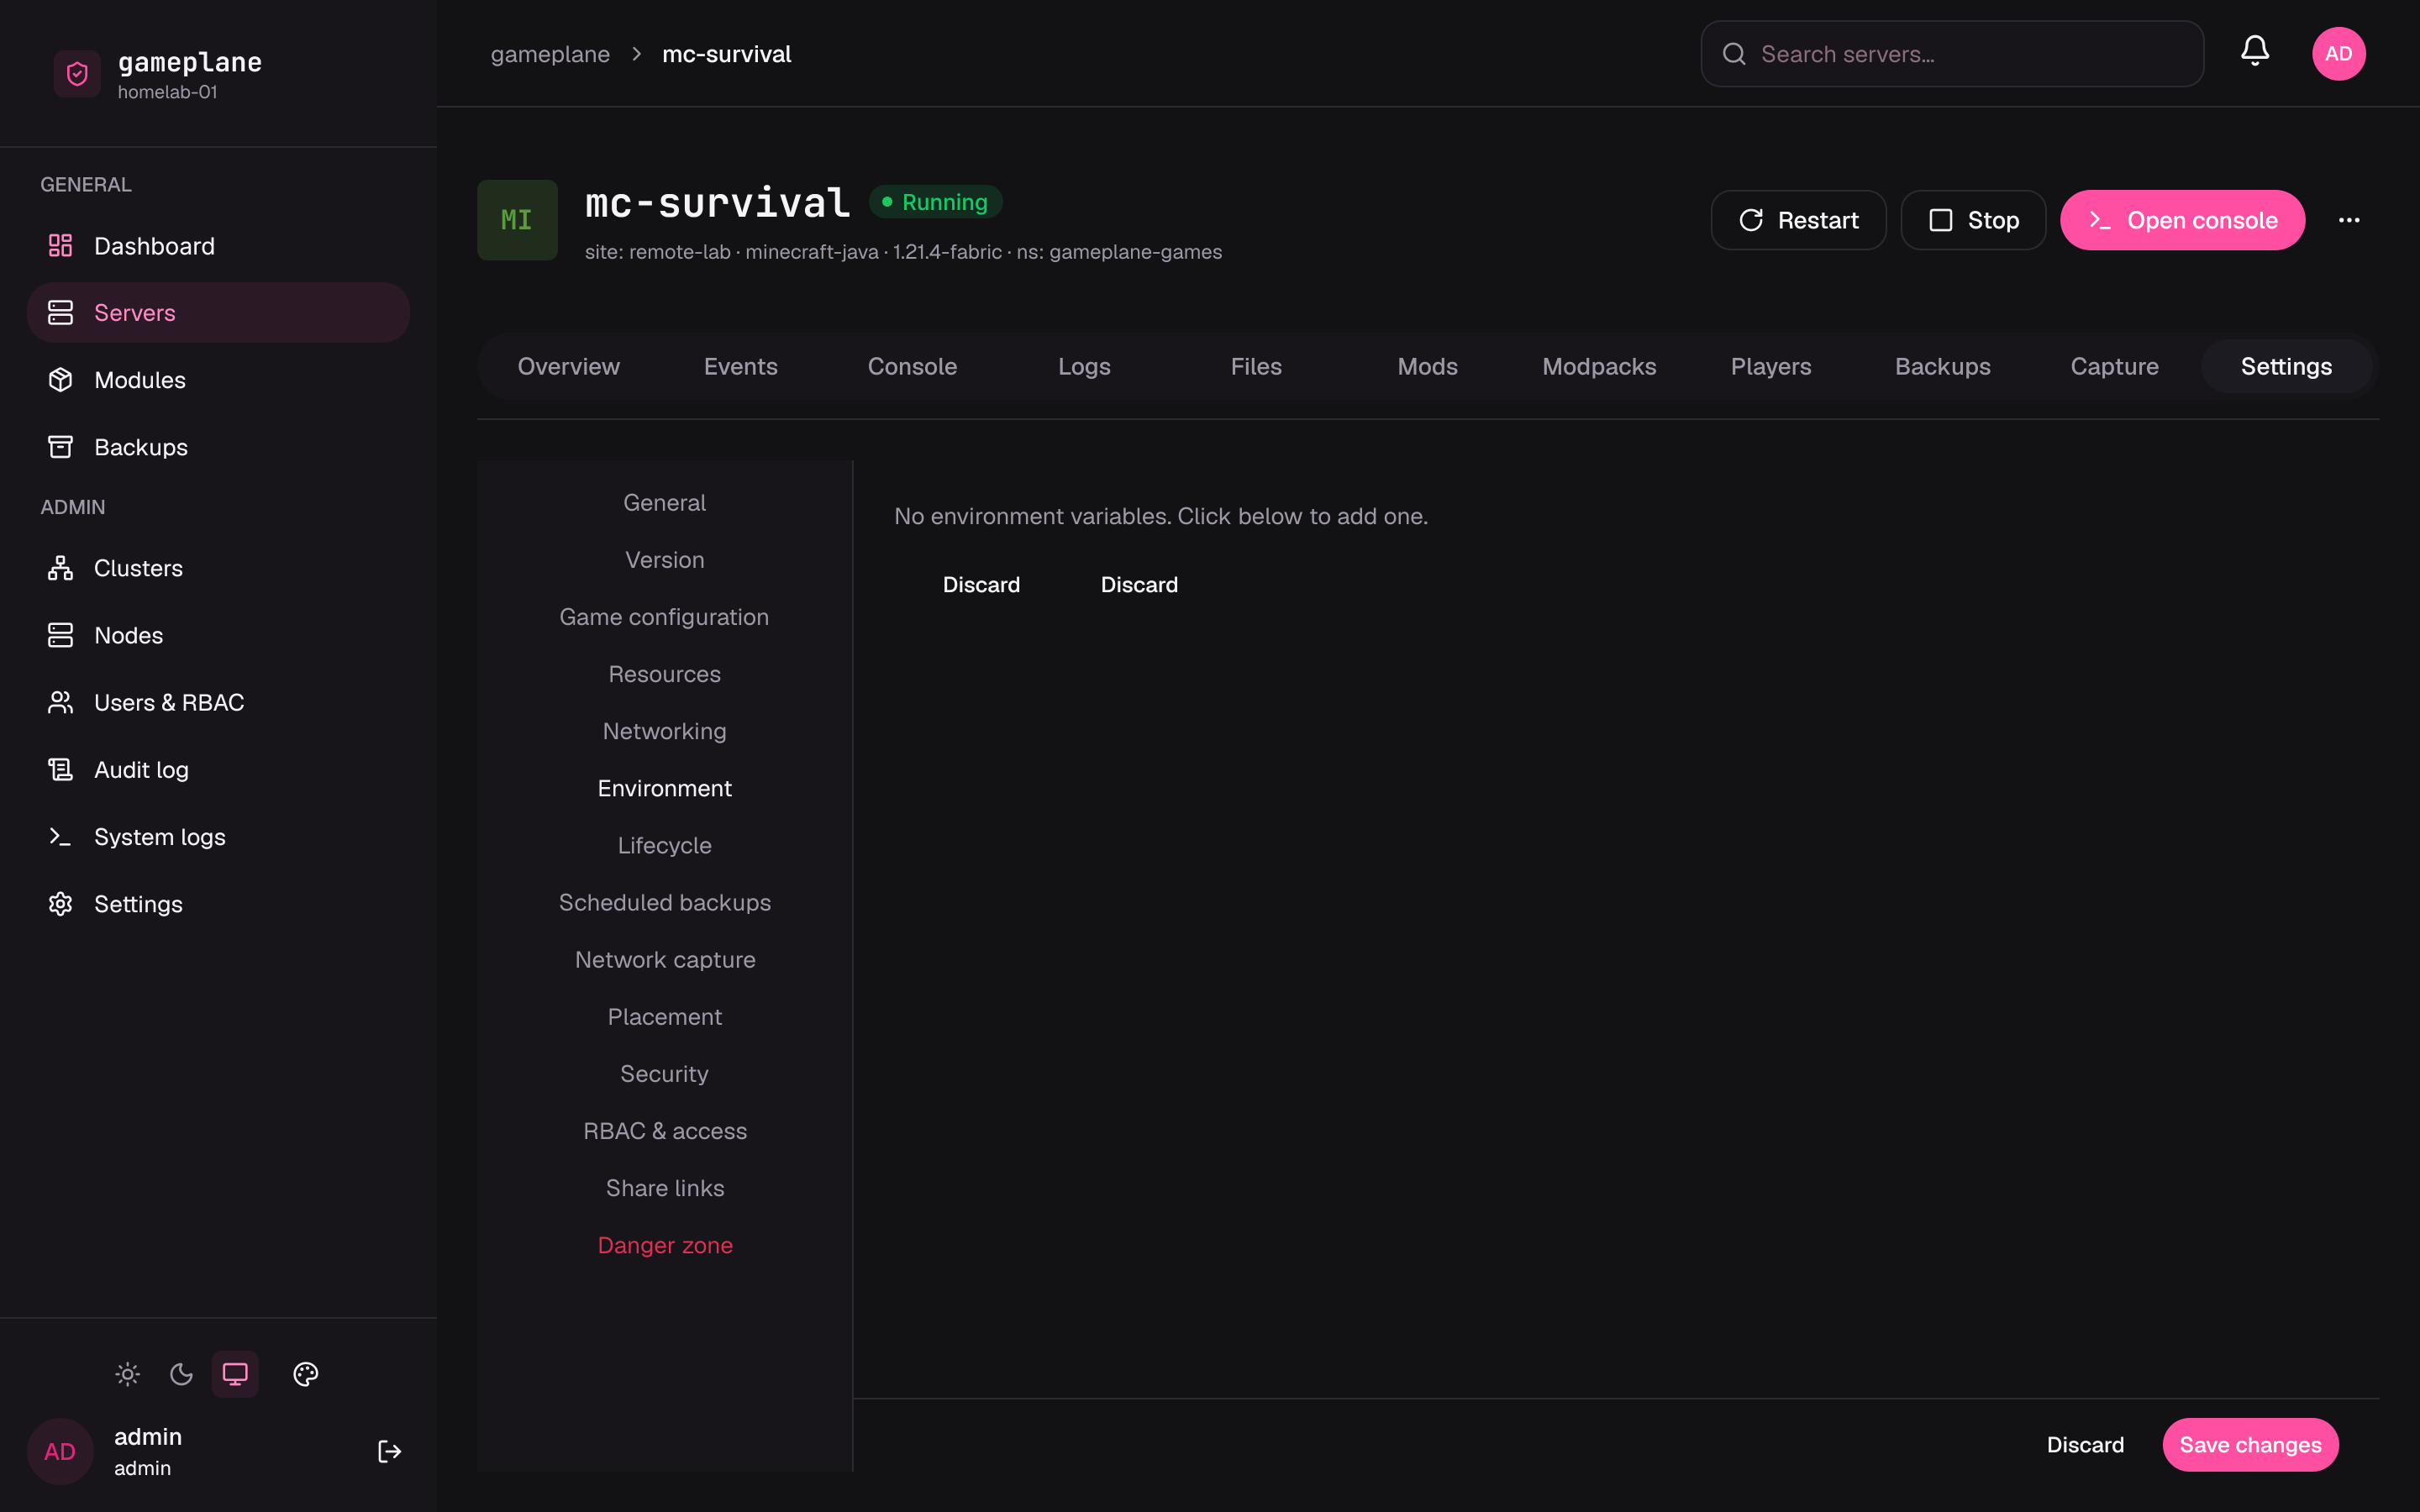 gameplane
homelab-01
GENERAL
Dashboard
Servers
Modules
Backups
ADMIN
Clusters
Nodes
Users & RBAC
Audit log
System logs
Settings
AD
admin
admin
gameplane > mc-survival
Search servers...
AD
MI
mc-survival
Running
site: remote-lab · minecraft-java · 1.21.4-fabric · ns: gameplane-games
Restart
Stop
Open console
Overview
Events
Console
Logs
Files
Mods
Modpacks
Players
Backups
Capture
Settings
General
Version
Game configuration
Resources
Networking
Environment
Lifecycle
Scheduled backups
Network capture
Placement
Security
RBAC & access
Share links
Danger zone
No environment variables. Click below to add one.
Discard
Discard
Discard
Save changes